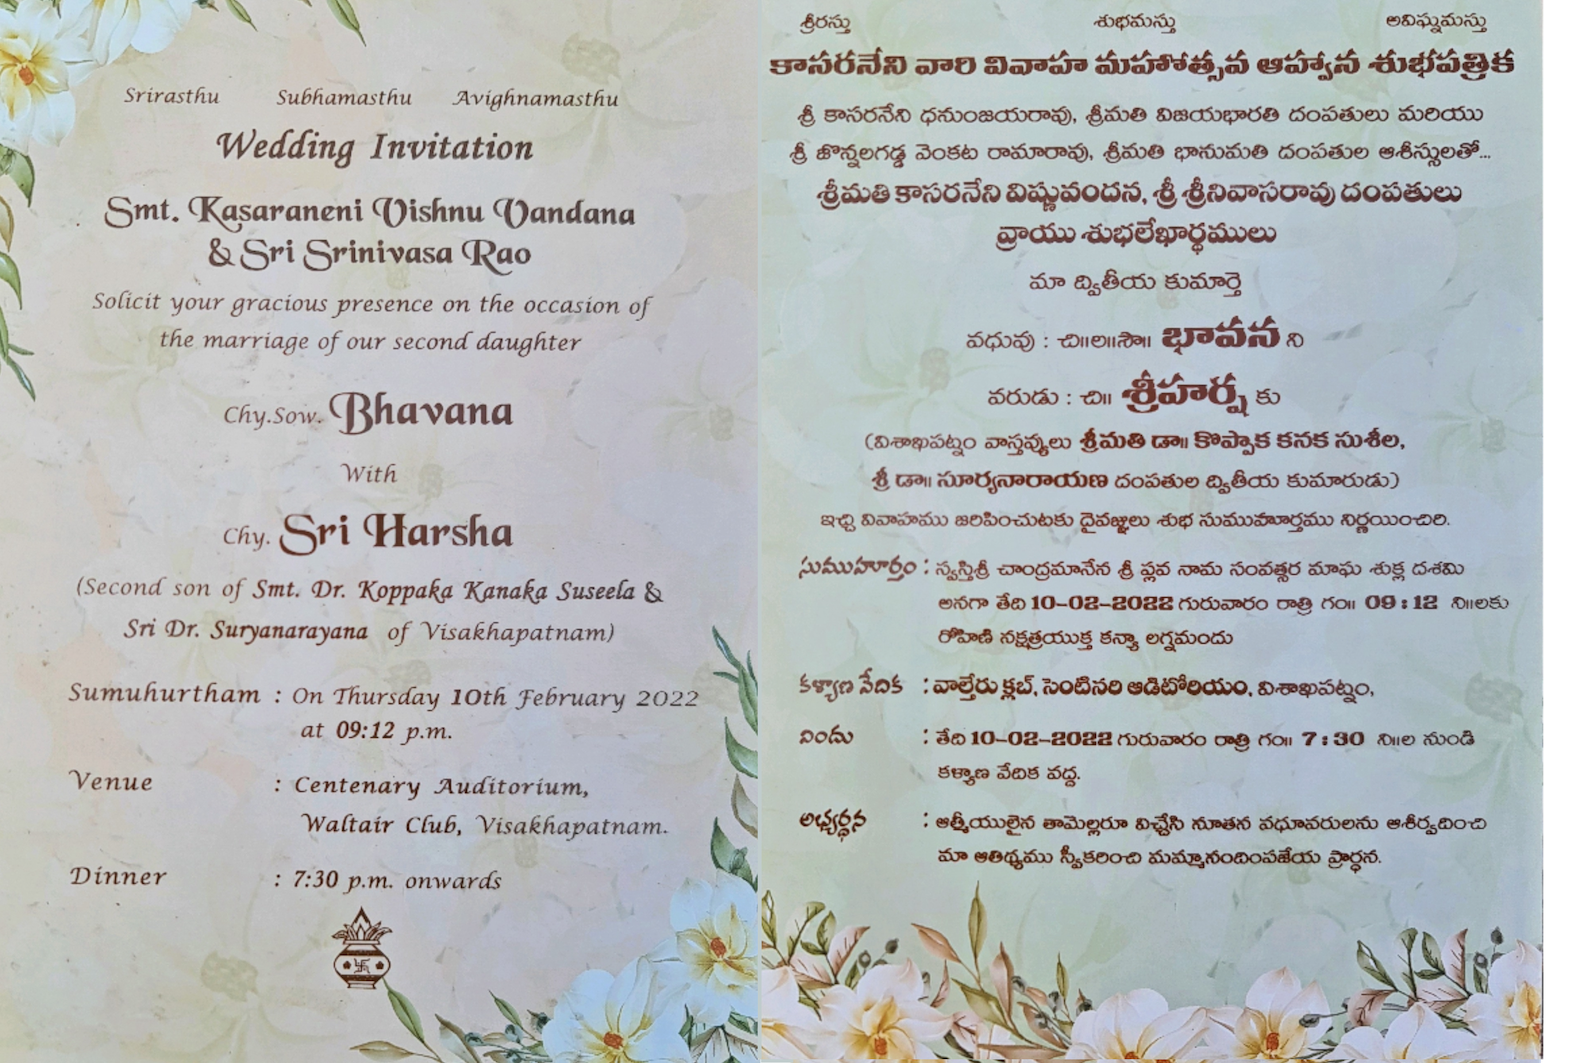 Srirasthu Subhamasthu Avighnamasthu
Wedding Invitation
Smt. Kasaraneni Vishnu Vandana
& Sri Srinivasa Rao
Solicit your gracious presence on the occasion of
the marriage of our second daughter
Chy.Sow. Bhavana
With
Chy. Sri Harsha
(Second son of Smt. Dr. Koppaka Kanaka Suseela &
Sri Dr. Suryanarayana of Visakhapatnam)
Sumuhurtham : On Thursday 10th February 2022
at 09:12 p.m.
Venue : Centenary Auditorium,
Waltair Club, Visakhapatnam.
Dinner : 7:30 p.m. onwards
శ్రీరస్తు శుభమస్తు అవిఘ్నమస్తు
కాసరనేని వారి వివాహ మహోత్సవ ఆహ్వాన శుభపత్రిక
శ్రీ కాసరనేని ధనుంజయరావు, శ్రీమతి విజయభారతి దంపతులు మరియు
శ్రీ జొన్నలగడ్డ వెంకట రామారావు, శ్రీమతి భానుమతి దంపతుల ఆశీస్సులతో...
శ్రీమతి కాసరనేని విష్ణువందన, శ్రీ శ్రీనివాసరావు దంపతులు
వ్రాయు శుభలేఖార్థములు
మా ద్వితీయ కుమార్తె
వధువు : చి॥ల॥సౌ॥ భావన ని
వరుడు : చి॥ శ్రీహర్ష కు
(విశాఖపట్నం వాస్తవ్యులు శ్రీమతి డా॥ కొప్పాక కనక సుశీల,
శ్రీ డా॥ సూర్యనారాయణ దంపతుల ద్వితీయ కుమారుడు)
ఇచ్చి వివాహము జరిపించుటకు దైవజ్ఞులు శుభ సుముహూర్తము నిర్ణయించిరి.
సుముహూర్తం : స్వస్తిశ్రీ చాంద్రమానేన శ్రీ ప్లవ నామ సంవత్సర మాఘ శుక్ల దశమి
అనగా తేది 10-02-2022 గురువారం రాత్రి గం॥ 09:12 ని॥లకు
రోహిణి నక్షత్రయుక్త కన్యా లగ్నమందు
కళ్యాణ వేదిక : వాల్తేరు క్లబ్, సెంటినరి ఆడిటోరియం, విశాఖపట్నం,
విందు : తేది 10-02-2022 గురువారం రాత్రి గం॥ 7:30 ని॥ల నుండి
కళ్యాణ వేదిక వద్ద.
అభ్యర్థన : ఆత్మీయులైన తామెల్లరూ విచ్చేసి నూతన వధూవరులను ఆశీర్వదించి
మా ఆతిథ్యము స్వీకరించి మమ్మానందింపజేయ ప్రార్థన.